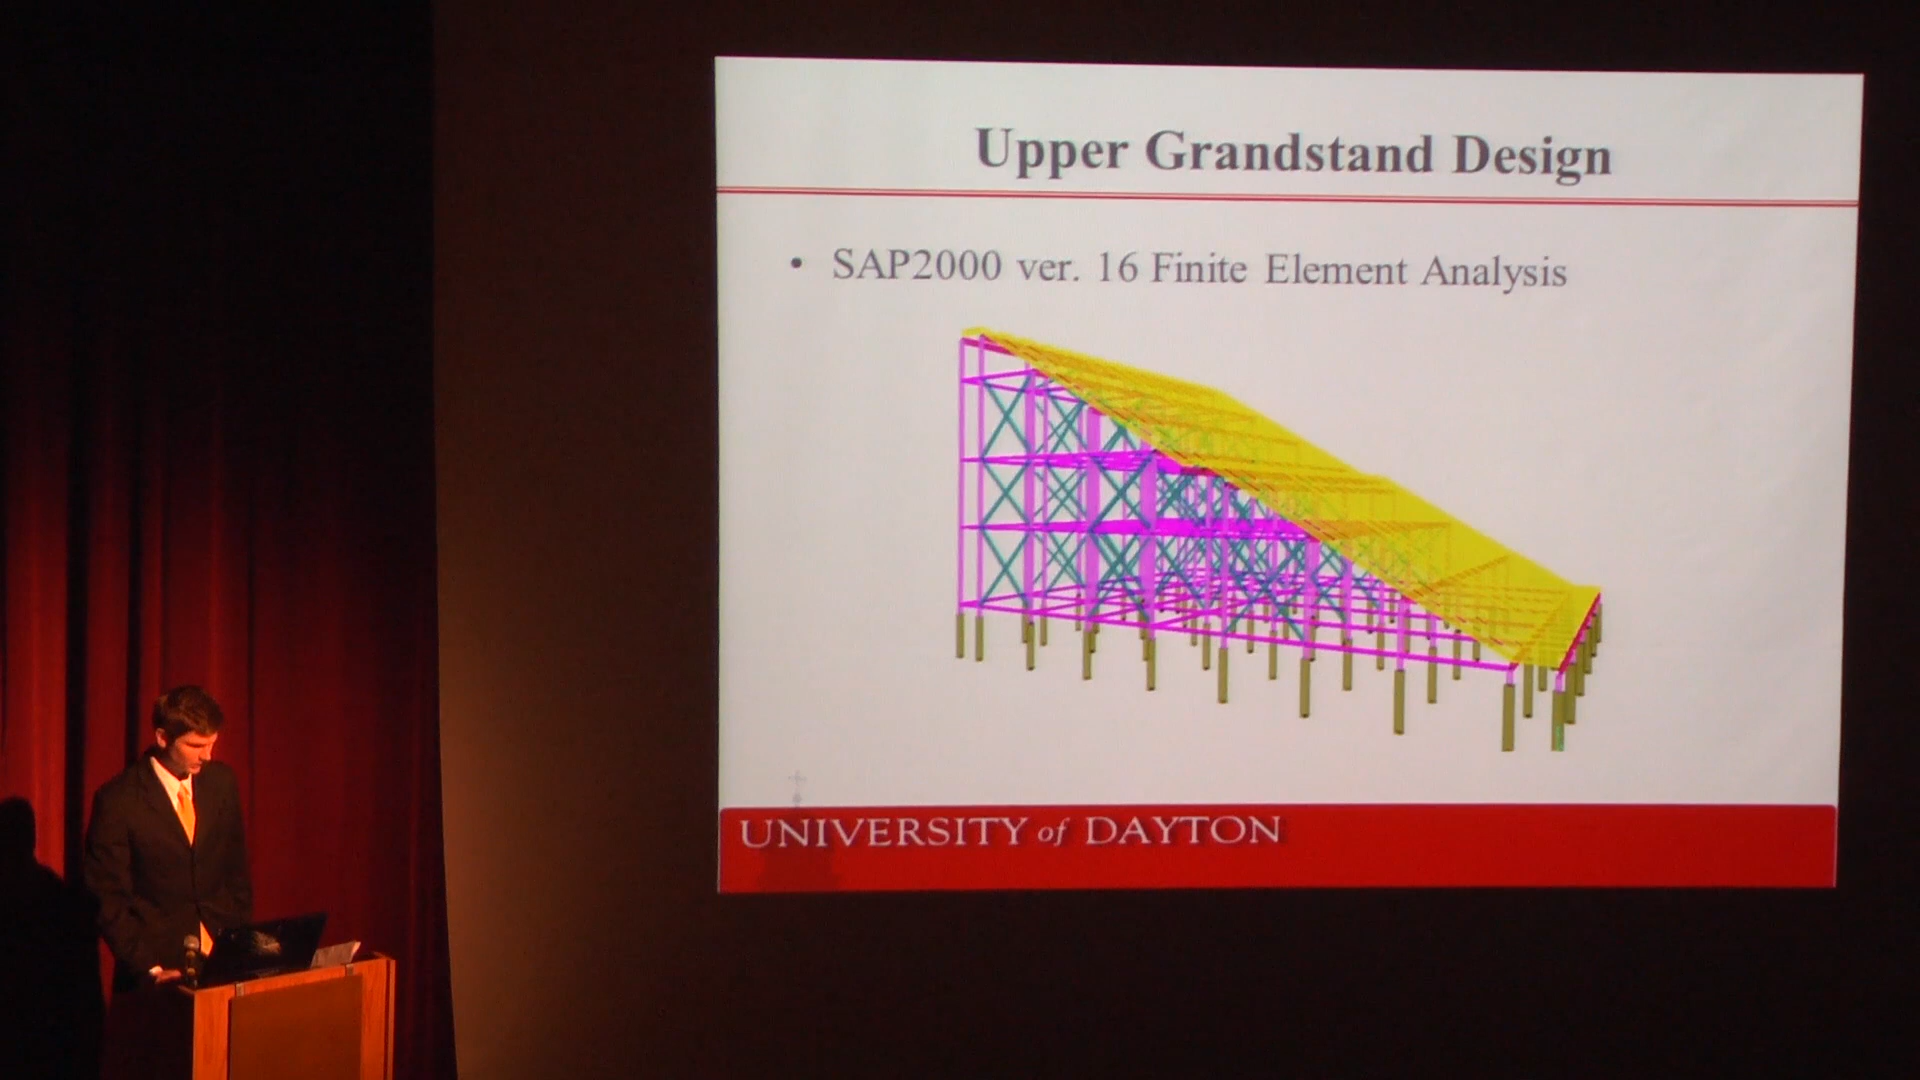 Upper Grandstand Design
• SAP2000 ver. 16 Finite Element Analysis
UNIVERSITY of DAYTON